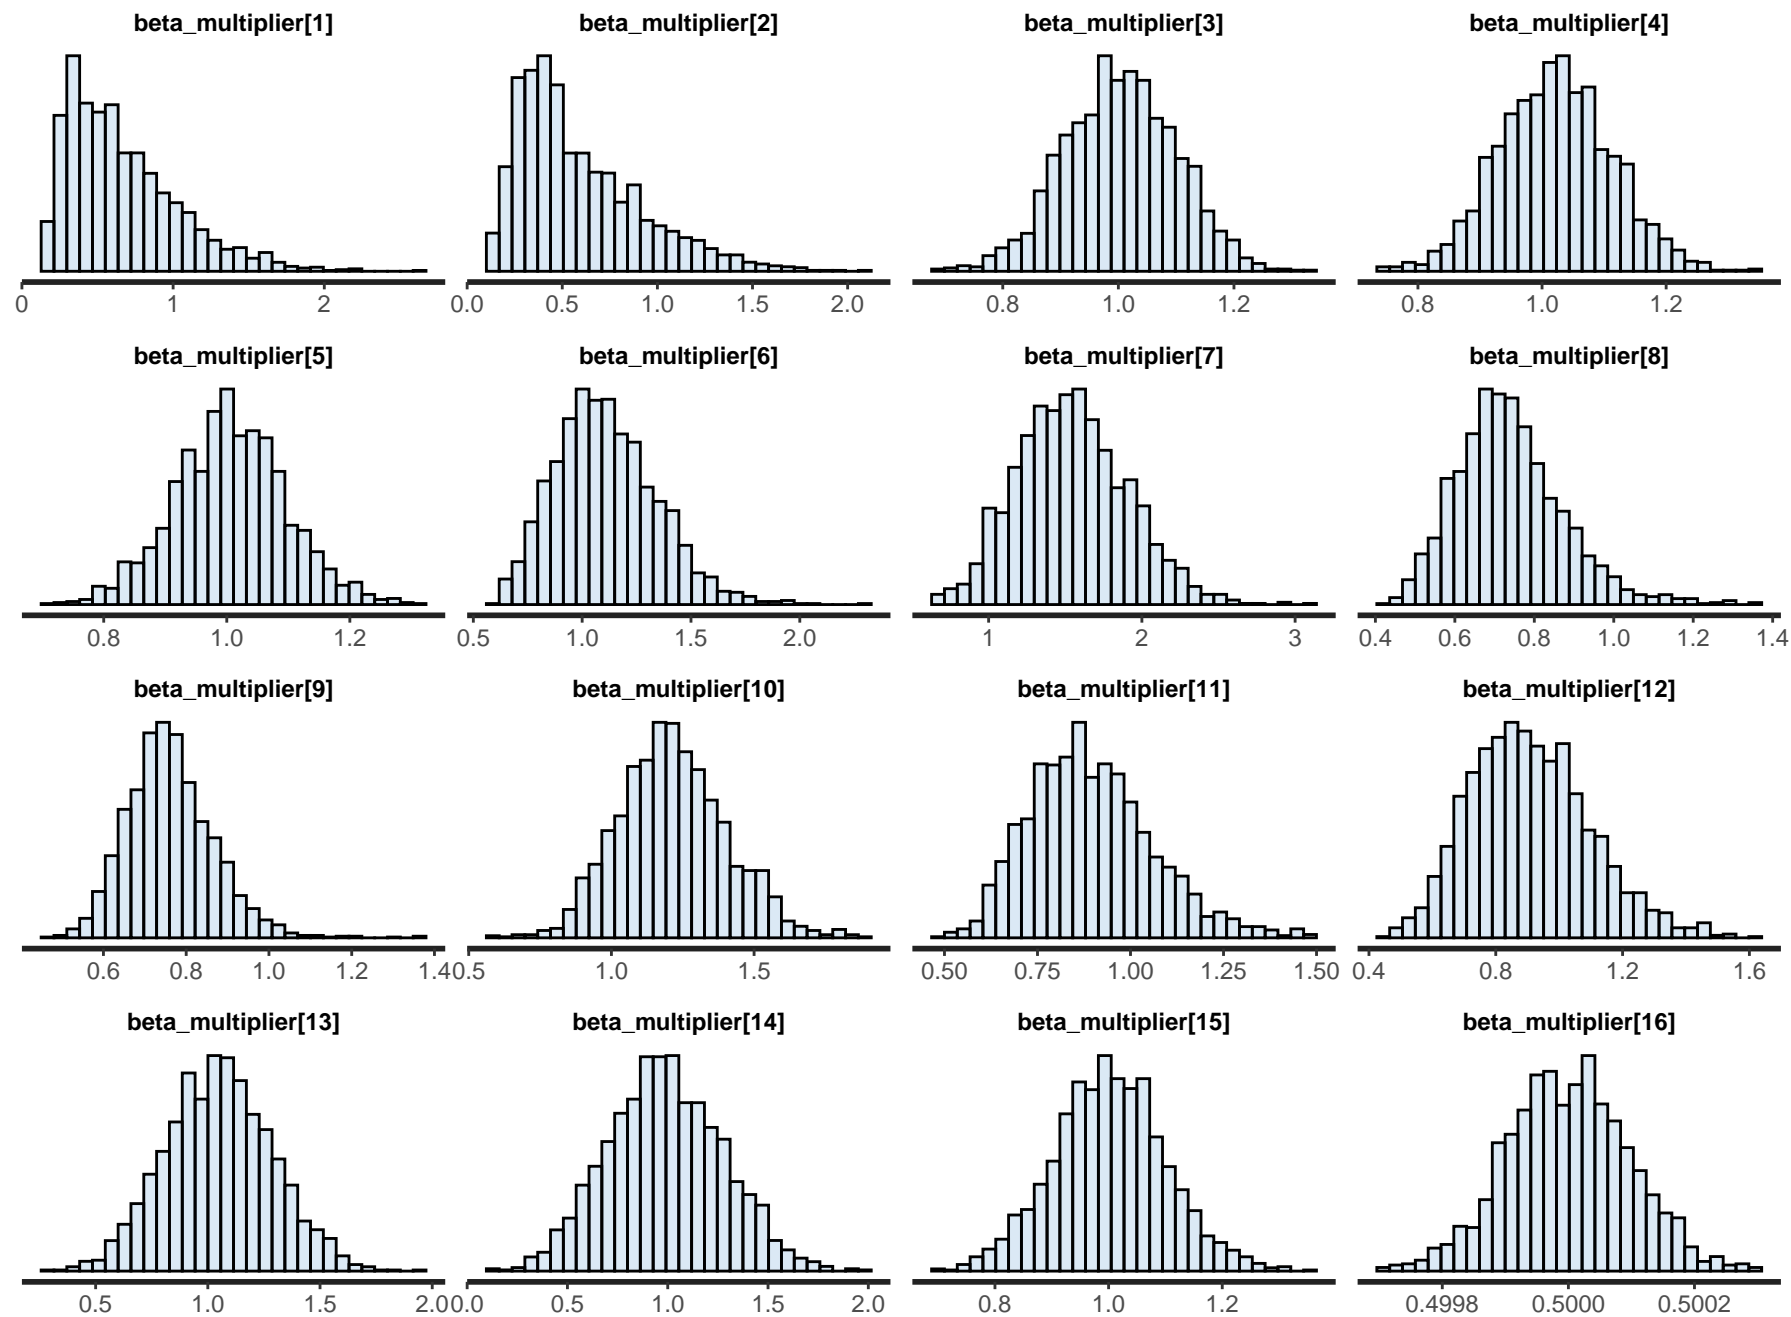 beta_multiplier[1] beta_multiplier[2] beta_multiplier[3] beta_multiplier[4]
0 1 2 0.0 0.5 1.0 1.5 2.0 0.8 1.0 1.2 0.8 1.0 1.2
beta_multiplier[5] beta_multiplier[6] beta_multiplier[7] beta_multiplier[8]
0.8 1.0 1.2 0.5 1.0 1.5 2.0 1 2 3 0.4 0.6 0.8 1.0 1.2 1.4
beta_multiplier[9] beta_multiplier[10] beta_multiplier[11] beta_multiplier[12]
0.6 0.8 1.0 1.2 1.4 0.5 1.0 1.5 0.50 0.75 1.00 1.25 1.50 0.4 0.8 1.2 1.6
beta_multiplier[13] beta_multiplier[14] beta_multiplier[15] beta_multiplier[16]
0.5 1.0 1.5 2.0 0.0 0.5 1.0 1.5 2.0 0.8 1.0 1.2 0.4998 0.5000 0.5002